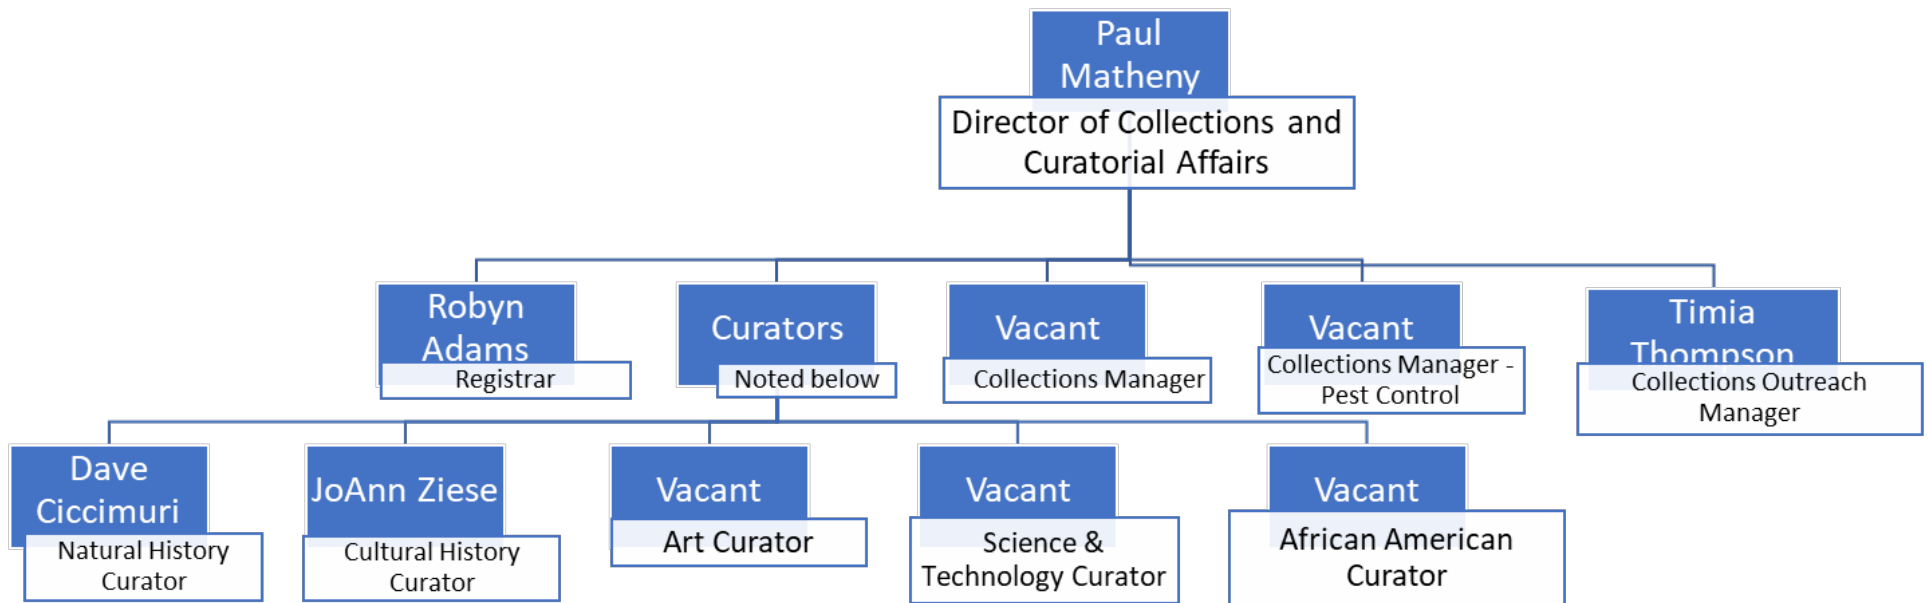 Paul
Matheny
Director of Collections and
Curatorial Affairs
Robyn
Adams
Registrar
Curators
Noted below
Vacant
Collections Manager
Vacant
Collections Manager -
Pest Control
Timia
Thompson
Collections Outreach
Manager
Dave
Ciccimuri
Natural History
Curator
JoAnn Ziese
Cultural History
Curator
Vacant
Art Curator
Vacant
Science &
Technology Curator
Vacant
African American
Curator